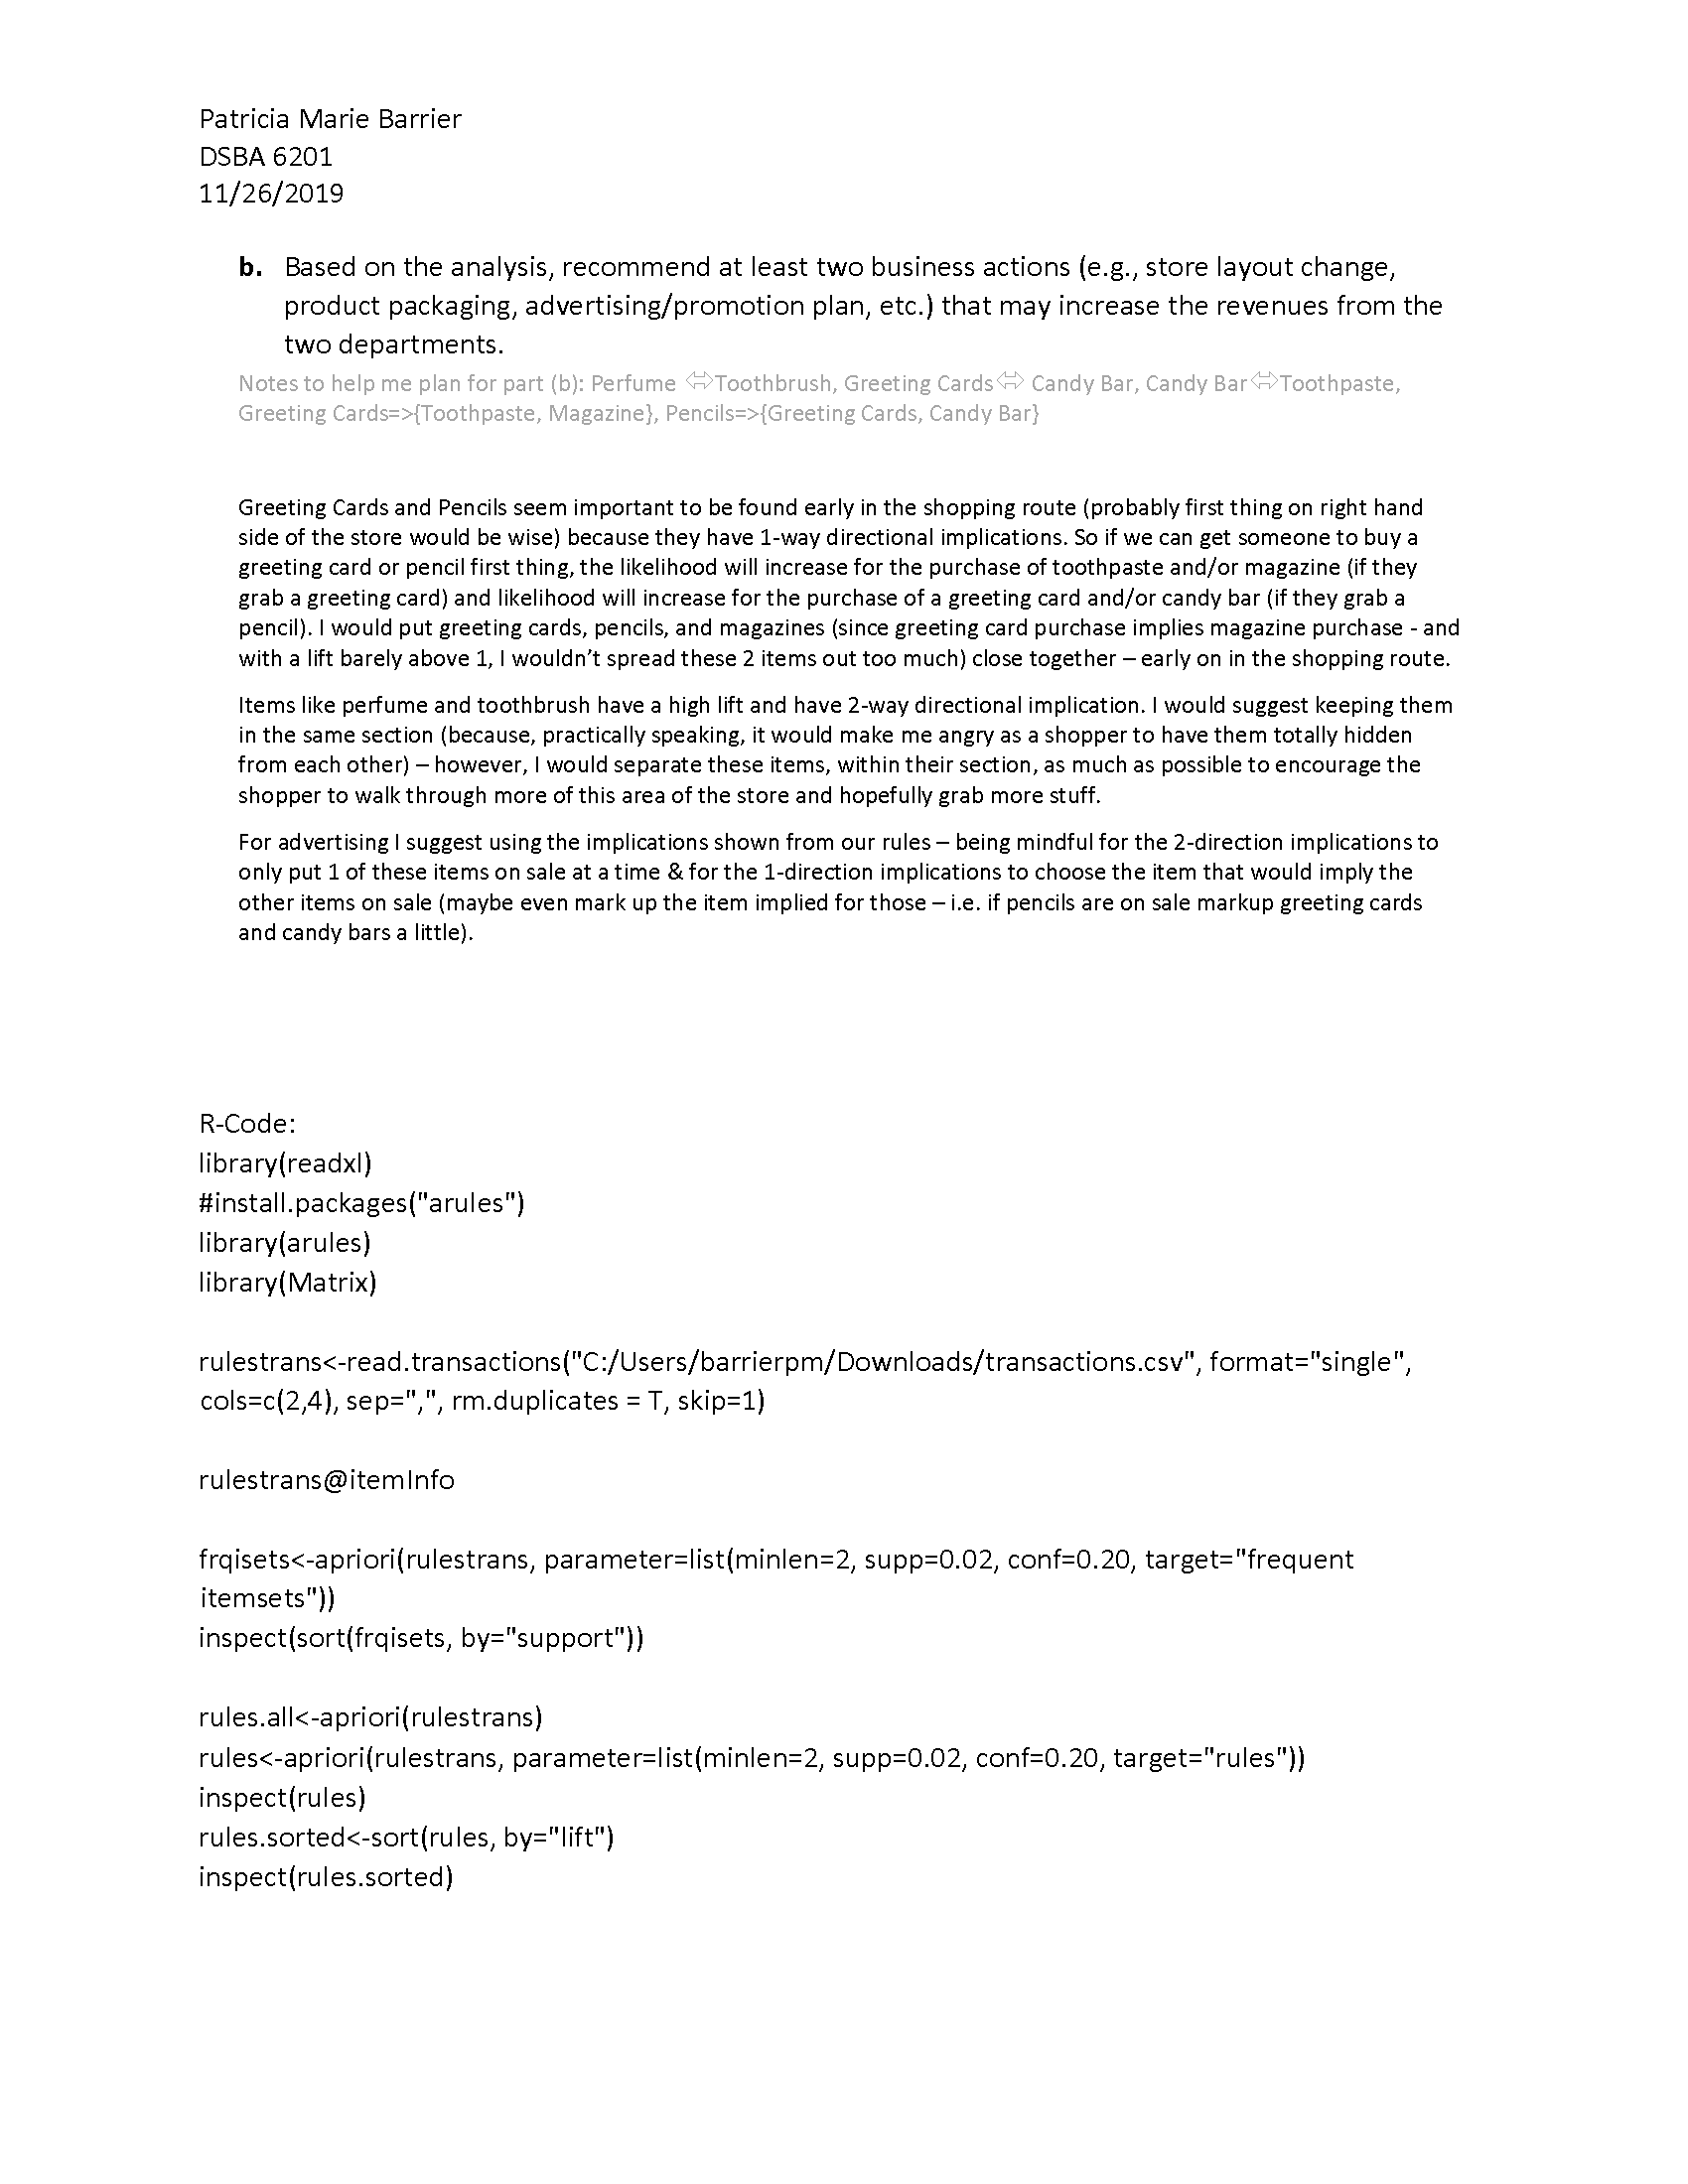 Patricia Marie Barrier
DSBA 6201
11/26/2019
b. Based on the analysis, recommend at least two business actions (e.g., store layout change,
product packaging, advertising/promotion plan, etc.) that may increase the revenues from the
two departments.
Notes to help me plan for part (b): Perfume ⬄Toothbrush, Greeting Cards⬄ Candy Bar, Candy Bar⬄Toothpaste,
Greeting Cards=>{Toothpaste, Magazine}, Pencils=>{Greeting Cards, Candy Bar}
Greeting Cards and Pencils seem important to be found early in the shopping route (probably first thing on right hand
side of the store would be wise) because they have 1-way directional implications. So if we can get someone to buy a
greeting card or pencil first thing, the likelihood will increase for the purchase of toothpaste and/or magazine (if they
grab a greeting card) and likelihood will increase for the purchase of a greeting card and/or candy bar (if they grab a
pencil). I would put greeting cards, pencils, and magazines (since greeting card purchase implies magazine purchase - and
with a lift barely above 1, I wouldn’t spread these 2 items out too much) close together – early on in the shopping route.
Items like perfume and toothbrush have a high lift and have 2-way directional implication. I would suggest keeping them
in the same section (because, practically speaking, it would make me angry as a shopper to have them totally hidden
from each other) – however, I would separate these items, within their section, as much as possible to encourage the
shopper to walk through more of this area of the store and hopefully grab more stuff.
For advertising I suggest using the implications shown from our rules – being mindful for the 2-direction implications to
only put 1 of these items on sale at a time & for the 1-direction implications to choose the item that would imply the
other items on sale (maybe even mark up the item implied for those – i.e. if pencils are on sale markup greeting cards
and candy bars a little).
R-Code:
library(readxl)
#install.packages("arules")
library(arules)
library(Matrix)
rulestrans<-read.transactions("C:/Users/barrierpm/Downloads/transactions.csv", format="single",
cols=c(2,4), sep=",", rm.duplicates = T, skip=1)
rulestrans@itemInfo
frqisets<-apriori(rulestrans, parameter=list(minlen=2, supp=0.02, conf=0.20, target="frequent
itemsets"))
inspect(sort(frqisets, by="support"))
rules.all<-apriori(rulestrans)
rules<-apriori(rulestrans, parameter=list(minlen=2, supp=0.02, conf=0.20, target="rules"))
inspect(rules)
rules.sorted<-sort(rules, by="lift")
inspect(rules.sorted)